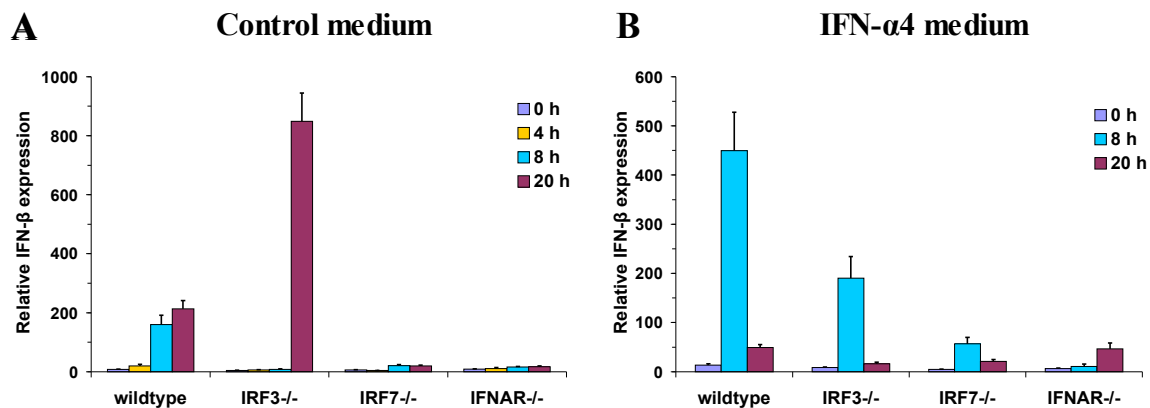 A
Control medium
Relative IFN-β expression
1000
800
600
400
200
0
0 h
4 h
8 h
20 h
wildtype
IRF3-/-
IRF7-/-
IFNAR-/-
B
IFN-α4 medium
Relative IFN-β expression
600
500
400
300
200
100
0
0 h
8 h
20 h
wildtype
IRF3-/-
IRF7-/-
IFNAR-/-